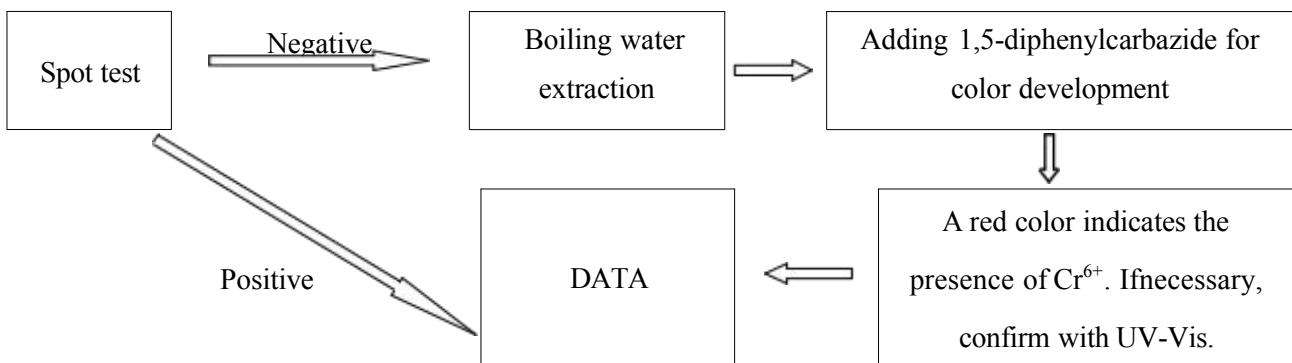 Spot test
Negative
Boiling water
extraction
Adding 1,5-diphenylcarbazide for
color development
A red color indicates the
presence of Cr⁶⁺. Ifnecessary,
confirm with UV-Vis.
DATA
Positive